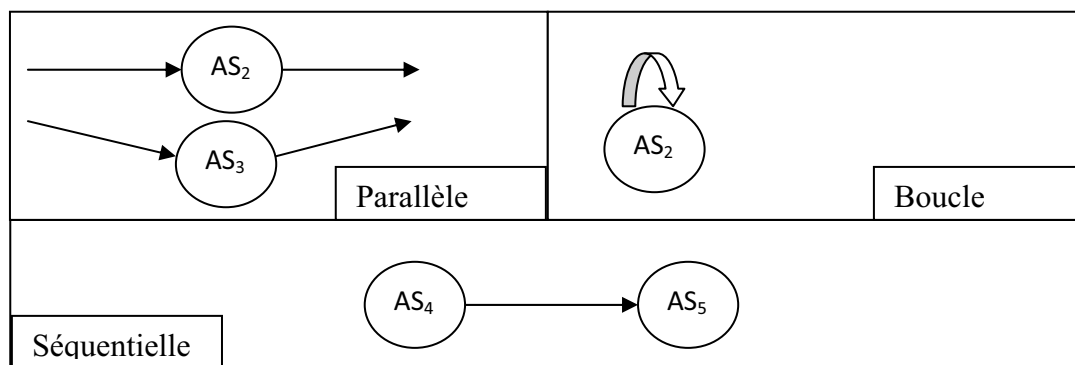 AS₂
AS₃
Parallèle
AS₂
Boucle
AS₄ AS₅
Séquentielle